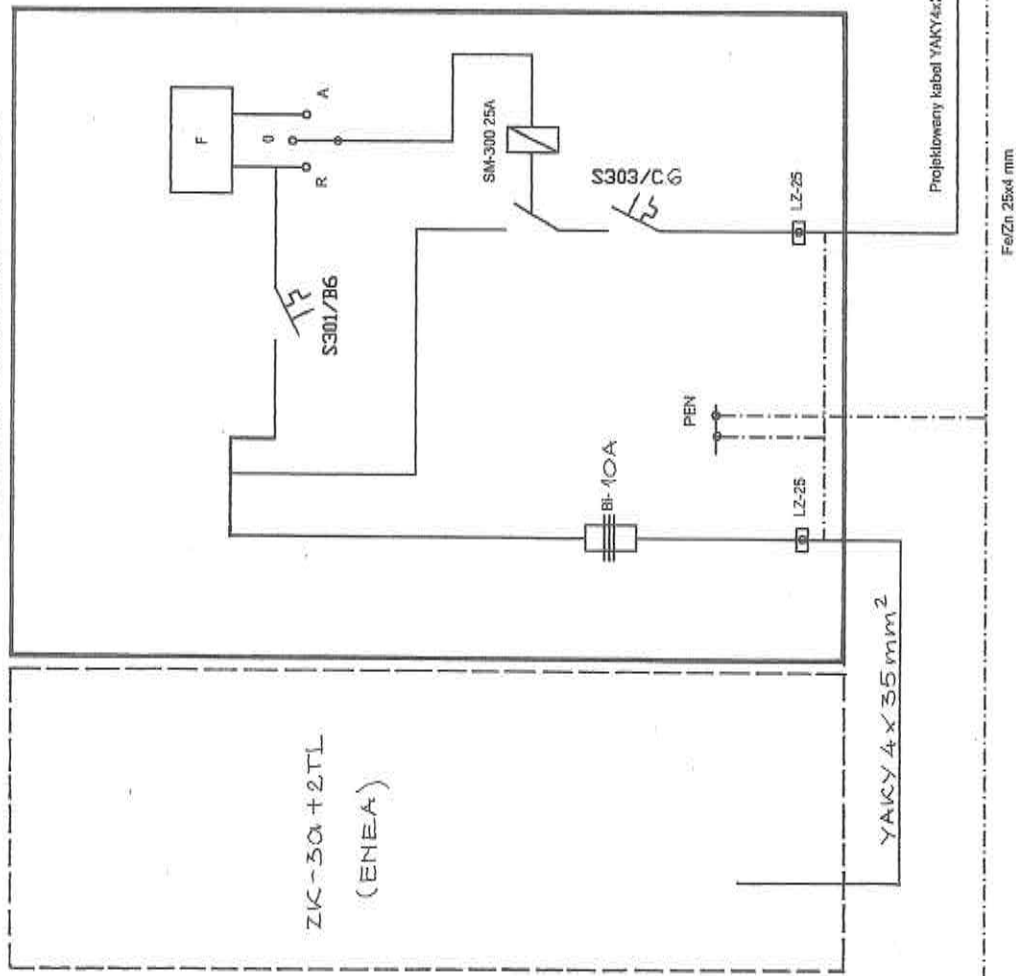 F
A
0
R
SM-300 25A
S303/C6
S301/B6
LZ-25
Projektowany kabel YAKY4x
Fe/Zn 25x4 mm
PEN
Bi-10A
LZ-25
YAKY 4x35mm²
ZK-3a+2TL
(ENEA)